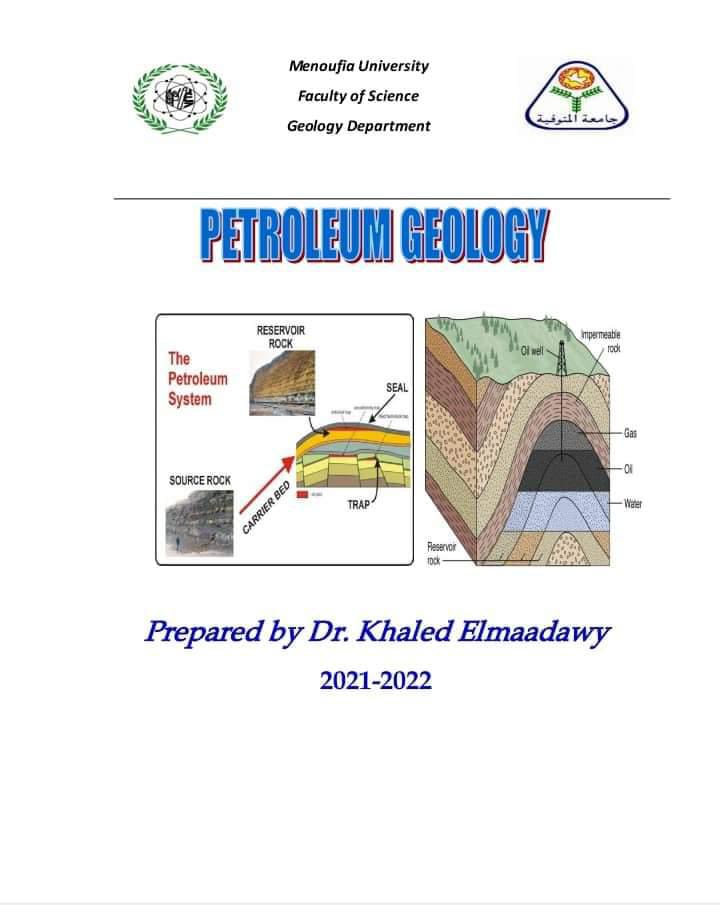 Menoufia University
Faculty of Science
Geology Department
جامعة المنوفية
PETROLEUM GEOLOGY
The
Petroleum
System
RESERVOIR
ROCK
SEAL
SOURCE ROCK
CARRIER BED
TRAP
Oil well
Impermeable
rock
Gas
Oil
Water
Reservoir
rock
Prepared by Dr. Khaled Elmaadawy
2021-2022